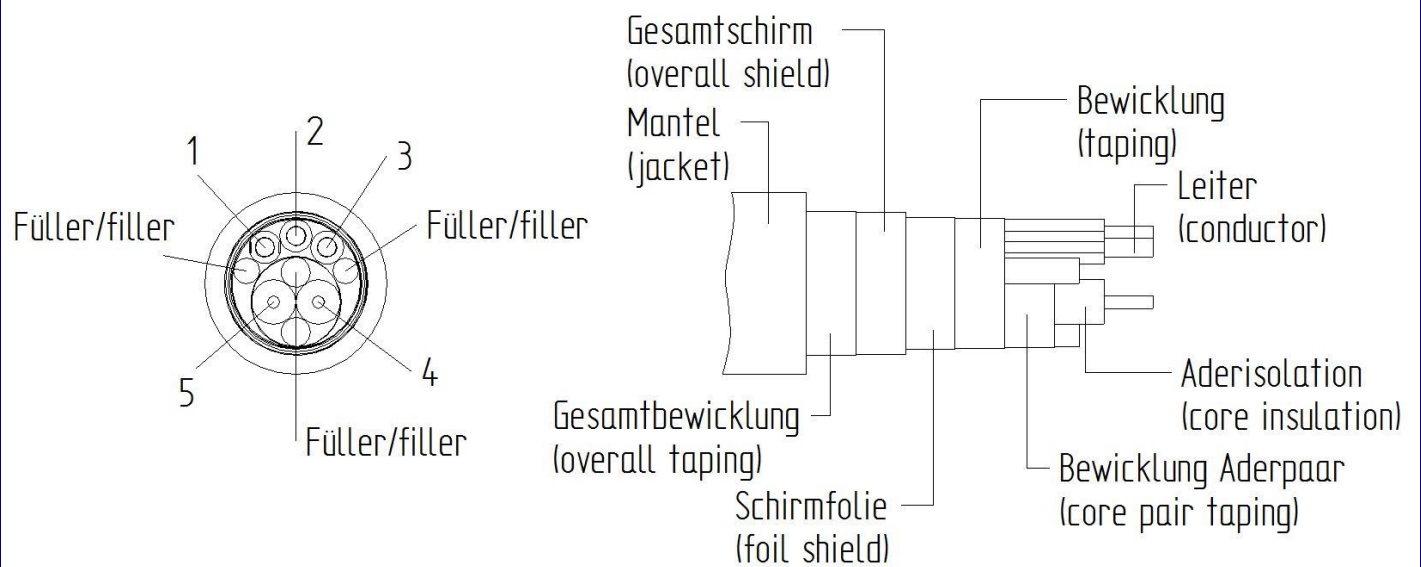 1
2
3
Füller/filler
Füller/filler
5
4
Füller/filler
Gesamtschirm
(overall shield)
Mantel
(jacket)
Bewicklung
(taping)
Leiter
(conductor)
Aderisolation
(core insulation)
Gesamtbewicklung
(overall taping)
Bewicklung Aderpaar
(core pair taping)
Schirmfolie
(foil shield)